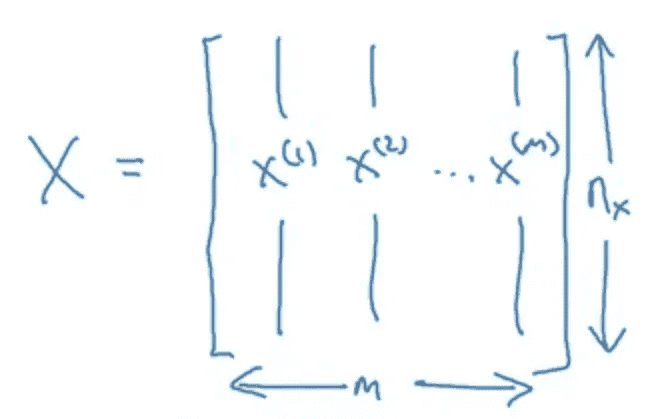 X = [ x^(1) x^(2) ... x^(m) ] n_x
m